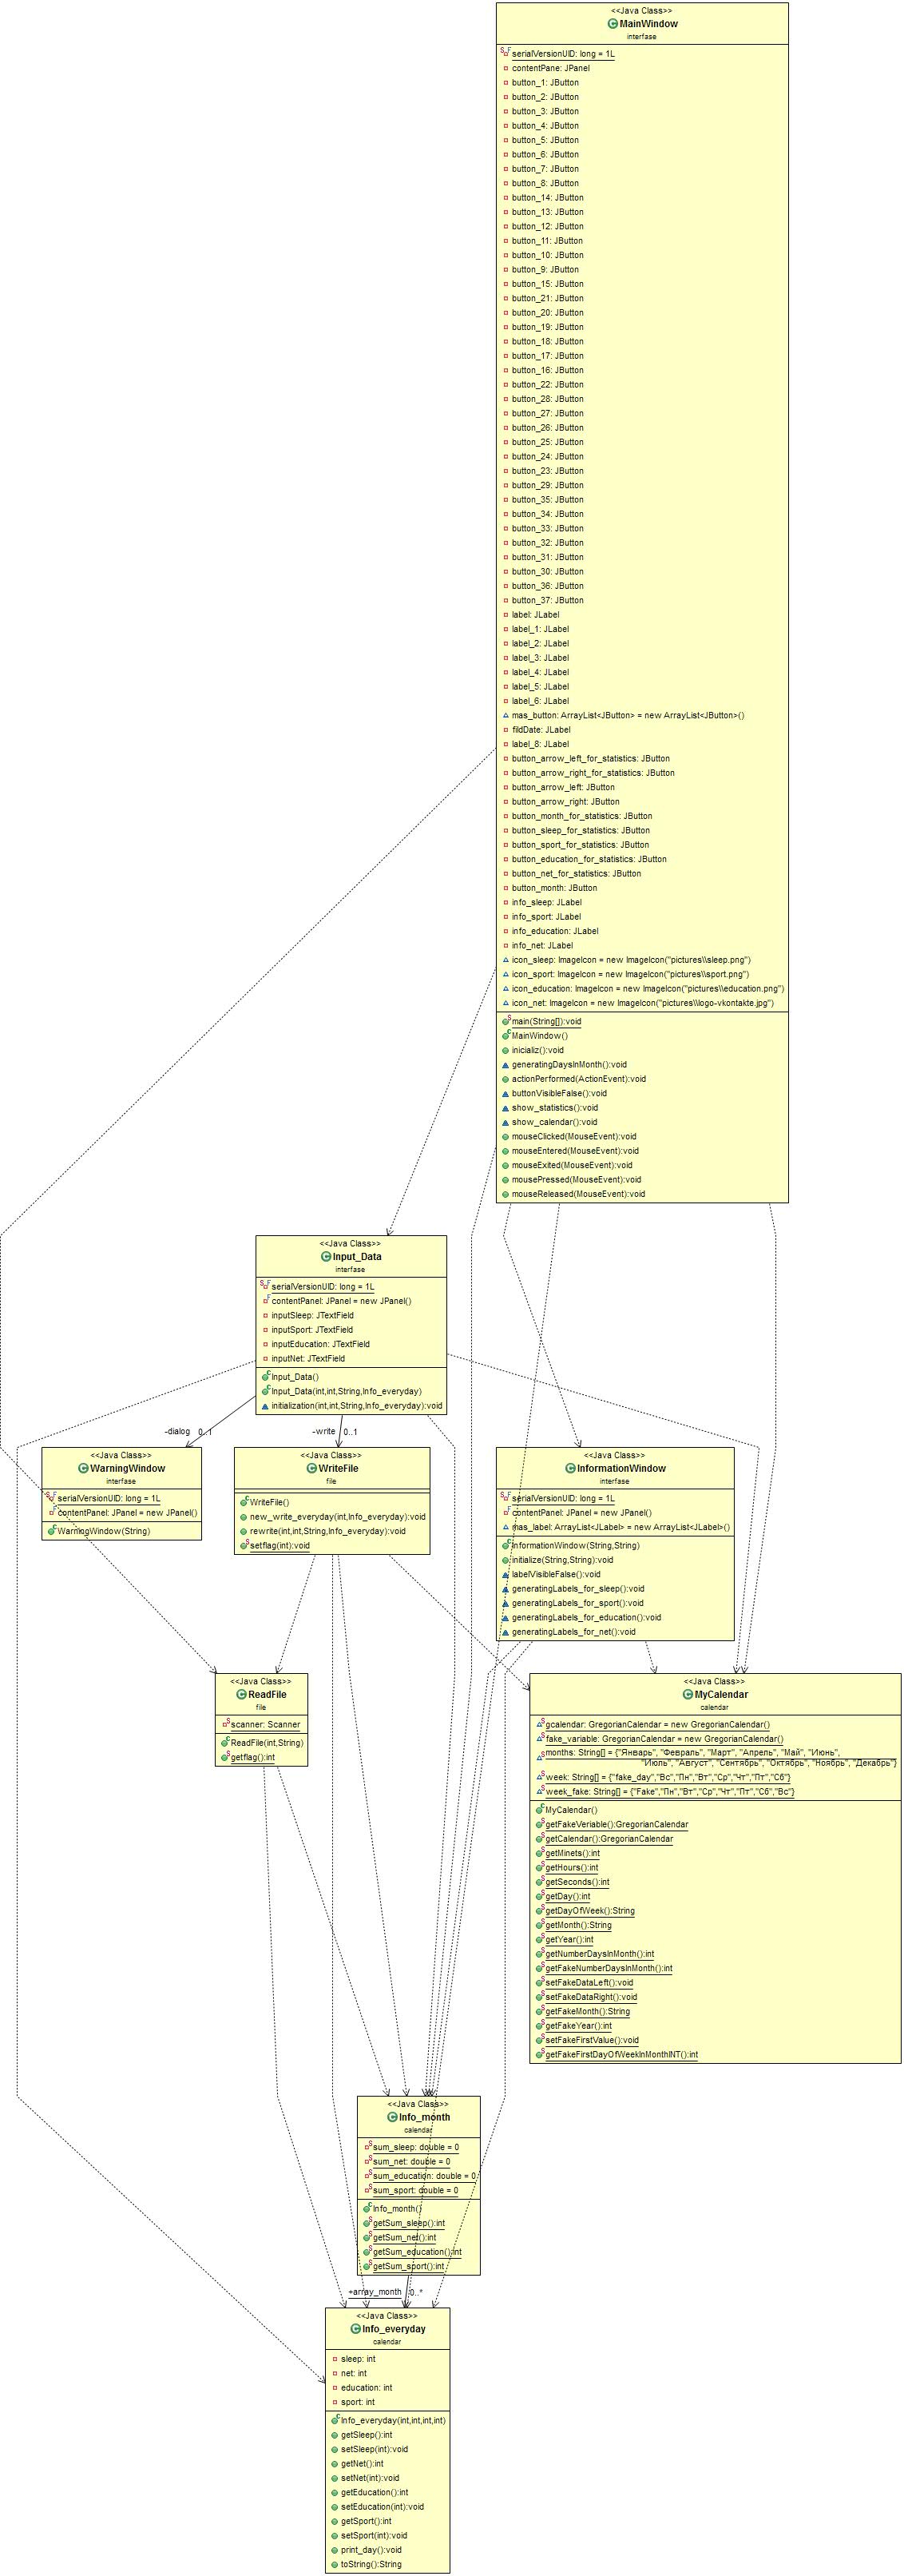 <<Java Class>>
MainWindow
interfase
serialVersionUID: long = 1L
contentPane: JPanel
button_1: JButton
button_2: JButton
button_3: JButton
button_4: JButton
button_5: JButton
button_6: JButton
button_7: JButton
button_8: JButton
button_14: JButton
button_13: JButton
button_12: JButton
button_11: JButton
button_10: JButton
button_9: JButton
button_15: JButton
button_21: JButton
button_20: JButton
button_19: JButton
button_18: JButton
button_17: JButton
button_16: JButton
button_22: JButton
button_28: JButton
button_27: JButton
button_26: JButton
button_25: JButton
button_24: JButton
button_23: JButton
button_29: JButton
button_35: JButton
button_34: JButton
button_33: JButton
button_32: JButton
button_31: JButton
button_30: JButton
button_36: JButton
button_37: JButton
label: JLabel
label_1: JLabel
label_2: JLabel
label_3: JLabel
label_4: JLabel
label_5: JLabel
label_6: JLabel
mas_button: ArrayList<JButton> = new ArrayList<JButton>()
fildDate: JLabel
label_8: JLabel
button_arrow_left_for_statistics: JButton
button_arrow_right_for_statistics: JButton
button_arrow_left: JButton
button_arrow_right: JButton
button_month_for_statistics: JButton
button_sleep_for_statistics: JButton
button_sport_for_statistics: JButton
button_education_for_statistics: JButton
button_net_for_statistics: JButton
button_month: JButton
info_sleep: JLabel
info_sport: JLabel
info_education: JLabel
info_net: JLabel
icon_sleep: ImageIcon = new ImageIcon("pictures\\sleep.png")
icon_sport: ImageIcon = new ImageIcon("pictures\\sport.png")
icon_education: ImageIcon = new ImageIcon("pictures\\education.png")
icon_net: ImageIcon = new ImageIcon("pictures\\logo-vkontakte.jpg")
main(String[]):void
MainWindow()
inicializ():void
generatingDaysInMonth():void
actionPerformed(ActionEvent):void
buttonVisibleFalse():void
show_statistics():void
show_calendar():void
mouseClicked(MouseEvent):void
mouseEntered(MouseEvent):void
mouseExited(MouseEvent):void
mousePressed(MouseEvent):void
mouseReleased(MouseEvent):void
<<Java Class>>
Input_Data
interfase
serialVersionUID: long = 1L
contentPanel: JPanel = new JPanel()
inputSleep: JTextField
inputSport: JTextField
inputEducation: JTextField
inputNet: JTextField
Input_Data()
Input_Data(int,int,String,Info_everyday)
initialization(int,int,String,Info_everyday):void
-dialog 0..1
~write 0..1
<<Java Class>>
WarningWindow
interfase
serialVersionUID: long = 1L
contentPanel: JPanel = new JPanel()
WarningWindow(String)
<<Java Class>>
WriteFile
file
WriteFile()
new_write_everyday(int,Info_everyday):void
rewrite(int,int,String,Info_everyday):void
setflag(int):void
<<Java Class>>
InformationWindow
interfase
serialVersionUID: long = 1L
contentPanel: JPanel = new JPanel()
mas_label: ArrayList<JLabel> = new ArrayList<JLabel>()
InformationWindow(String,String)
initialize(String,String):void
labelVisibleFalse():void
generatingLabels_for_sleep():void
generatingLabels_for_sport():void
generatingLabels_for_education():void
generatingLabels_for_net():void
<<Java Class>>
ReadFile
file
scanner: Scanner
ReadFile(int,String)
getflag():int
<<Java Class>>
MyCalendar
calendar
gcalendar: GregorianCalendar = new GregorianCalendar()
fake_variable: GregorianCalendar = new GregorianCalendar()
months: String[] = {"Январь", "Февраль", "Март", "Апрель", "Май", "Июнь",
"Июль", "Август", "Сентябрь", "Октябрь", "Ноябрь", "Декабрь"}
week: String[] = {"fake_day","Вс","Пн","Вт","Ср","Чт","Пт","Сб"}
week_fake: String[] = {"Fake","Пн","Вт","Ср","Чт","Пт","Сб","Вс"}
MyCalendar()
getFakeVeriable():GregorianCalendar
getCalendar():GregorianCalendar
getMinets():int
getHours():int
getSeconds():int
getDay():int
getDayOfWeek():String
getMonth():String
getYear():int
getNumberDaysInMonth():int
getFakeNumberDaysInMonth():int
setFakeDataLeft():void
setFakeDataRight():void
getFakeMonth():String
getFakeYear():int
setFakeFirstValue():void
getFakeFirstDayOfWeekInMonthINT():int
<<Java Class>>
Info_month
calendar
sum_sleep: double = 0
sum_net: double = 0
sum_education: double = 0
sum_sport: double = 0
Info_month()
getSum_sleep():int
getSum_net():int
getSum_education():int
getSum_sport():int
+array_month 0..*
<<Java Class>>
Info_everyday
calendar
sleep: int
net: int
education: int
sport: int
Info_everyday(int,int,int,int)
getSleep():int
setSleep(int):void
getNet():int
setNet(int):void
getEducation():int
setEducation(int):void
getSport():int
setSport(int):void
print_day():void
toString():String